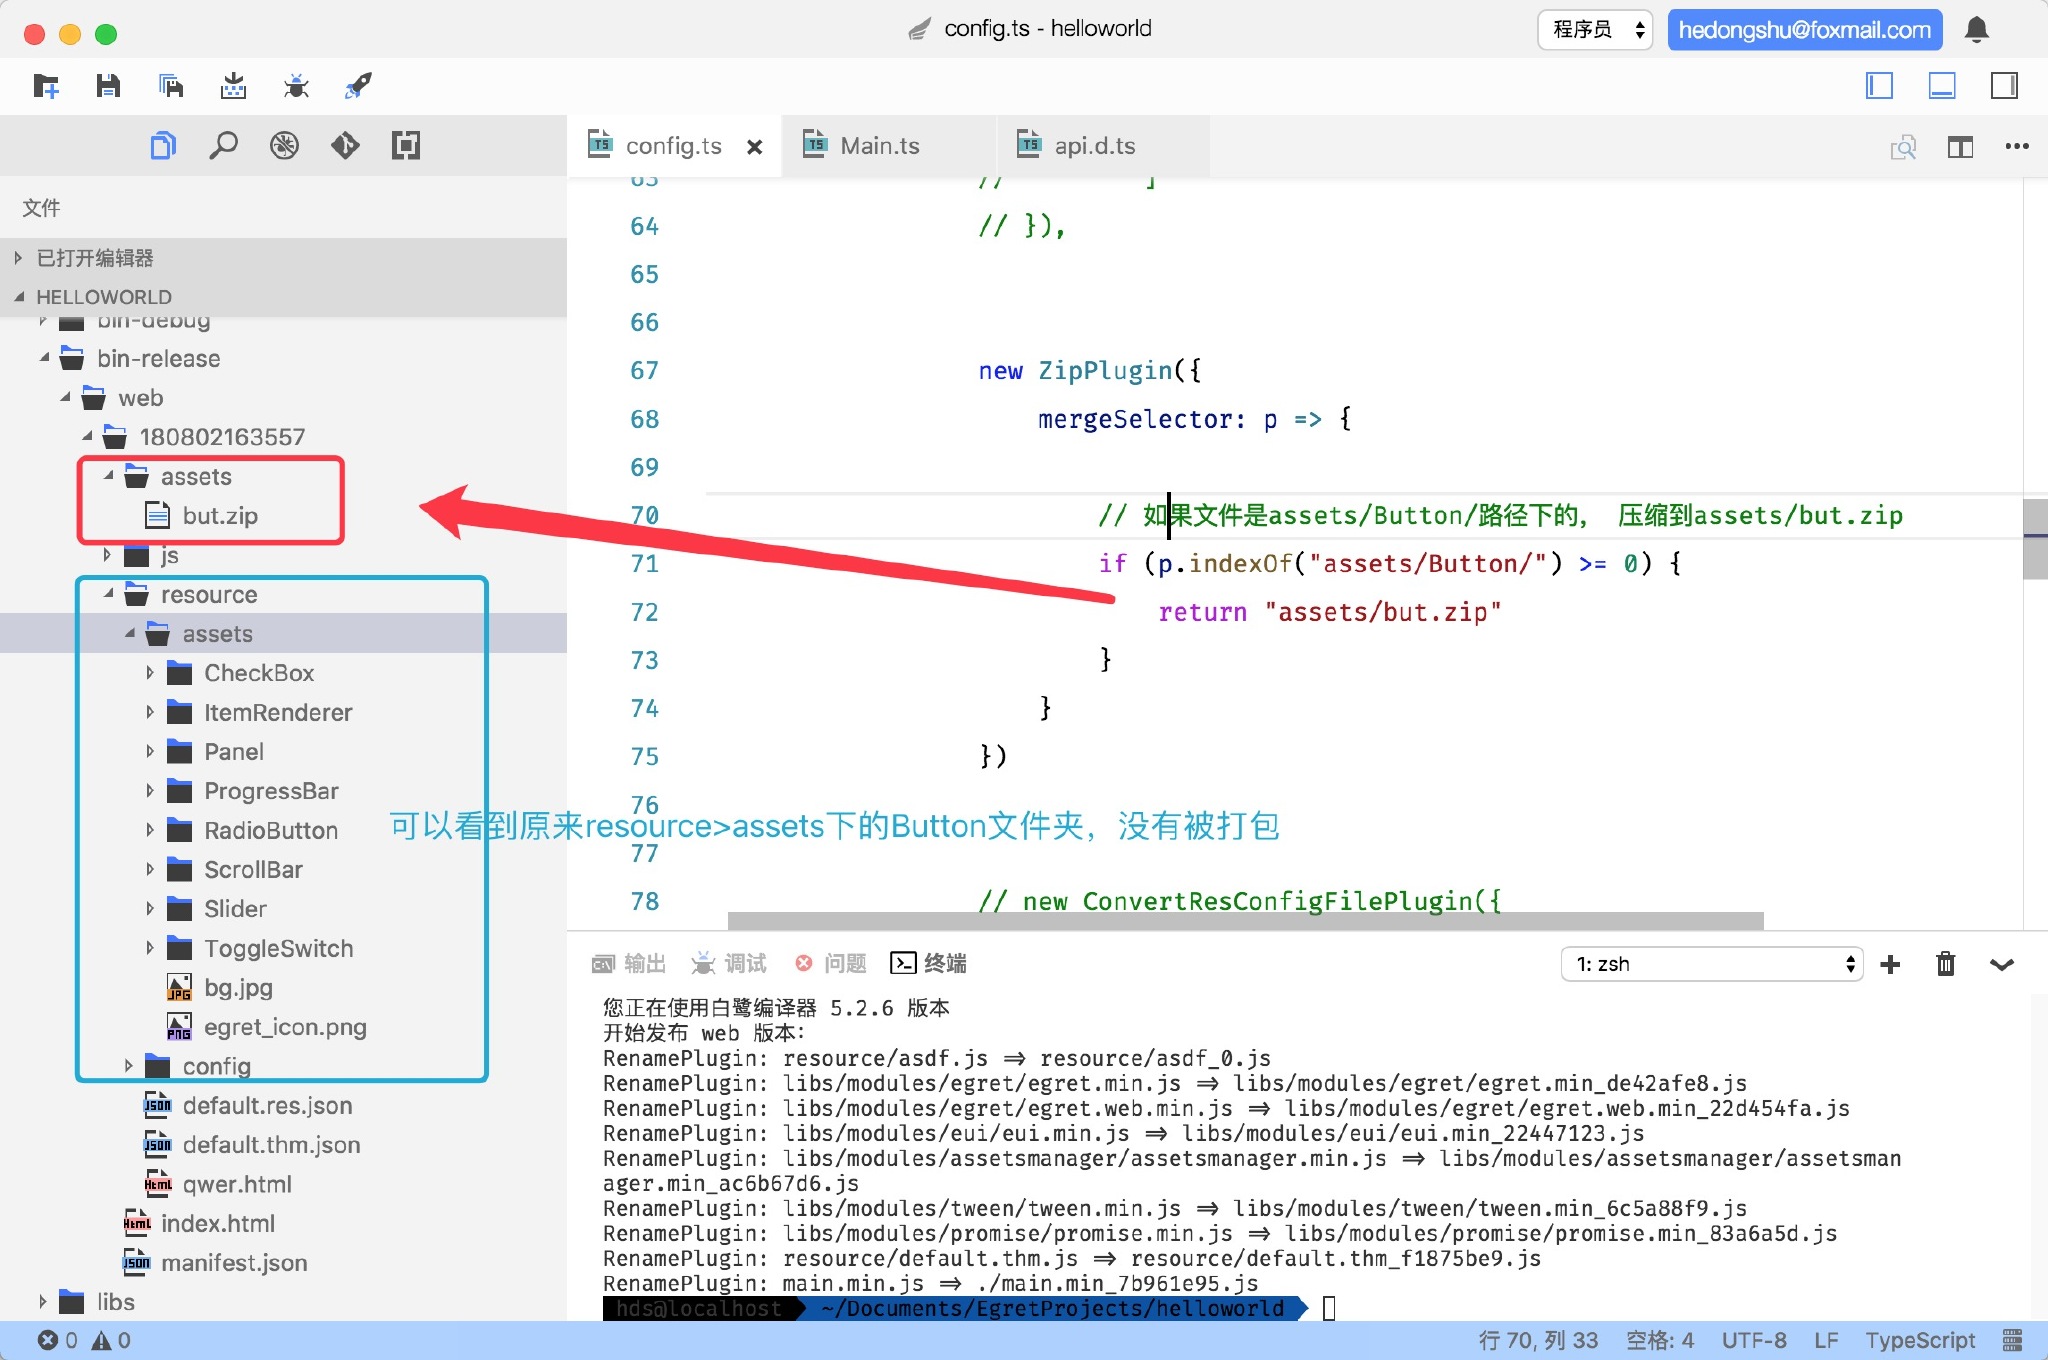 config.ts - helloworld
程序员
hedongshu@foxmail.com
config.ts
Main.ts
api.d.ts
文件
已打开编辑器
HELLOWORLD
bin-debug
bin-release
web
180802163557
assets
but.zip
js
resource
assets
CheckBox
ItemRenderer
Panel
ProgressBar
RadioButton
ScrollBar
Slider
ToggleSwitch
bg.jpg
egret_icon.png
config
default.res.json
default.thm.json
qwer.html
index.html
manifest.json
libs
63 // ]
64 // }),
65
66
67 new ZipPlugin({
68 mergeSelector: p => {
69
70 // 如果文件是assets/Button/路径下的， 压缩到assets/but.zip
71 if (p.indexOf("assets/Button/") >= 0) {
72 return "assets/but.zip"
73 }
74 }
75 })
76
可以看到原来resource>assets下的Button文件夹，没有被打包
77
78 // new ConvertResConfigFilePlugin({
输出 调试 问题 终端
1: zsh
您正在使用白鹭编译器 5.2.6 版本
开始发布 web 版本：
RenamePlugin: resource/asdf.js => resource/asdf_0.js
RenamePlugin: libs/modules/egret/egret.min.js => libs/modules/egret/egret.min_de42afe8.js
RenamePlugin: libs/modules/egret/egret.web.min.js => libs/modules/egret/egret.web.min_22d454fa.js
RenamePlugin: libs/modules/eui/eui.min.js => libs/modules/eui/eui.min_22447123.js
RenamePlugin: libs/modules/assetsmanager/assetsmanager.min.js => libs/modules/assetsmanager/assetsman
ager.min_ac6b67d6.js
RenamePlugin: libs/modules/tween/tween.min.js => libs/modules/tween/tween.min_6c5a88f9.js
RenamePlugin: libs/modules/promise/promise.min.js => libs/modules/promise/promise.min_83a6a5d.js
RenamePlugin: resource/default.thm.js => resource/default.thm_f1875be9.js
RenamePlugin: main.min.js => ./main.min_7b961e95.js
hds@localhost ~/Documents/EgretProjects/helloworld
0 0
行 70, 列 33 空格: 4 UTF-8 LF TypeScript